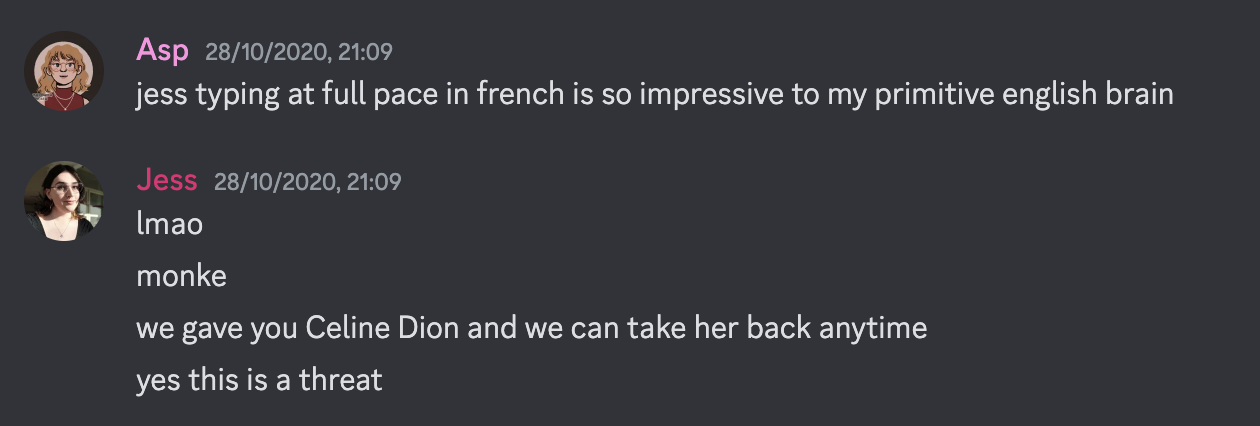 Asp 28/10/2020, 21:09
jess typing at full pace in french is so impressive to my primitive english brain
Jess 28/10/2020, 21:09
lmao
monke
we gave you Celine Dion and we can take her back anytime
yes this is a threat